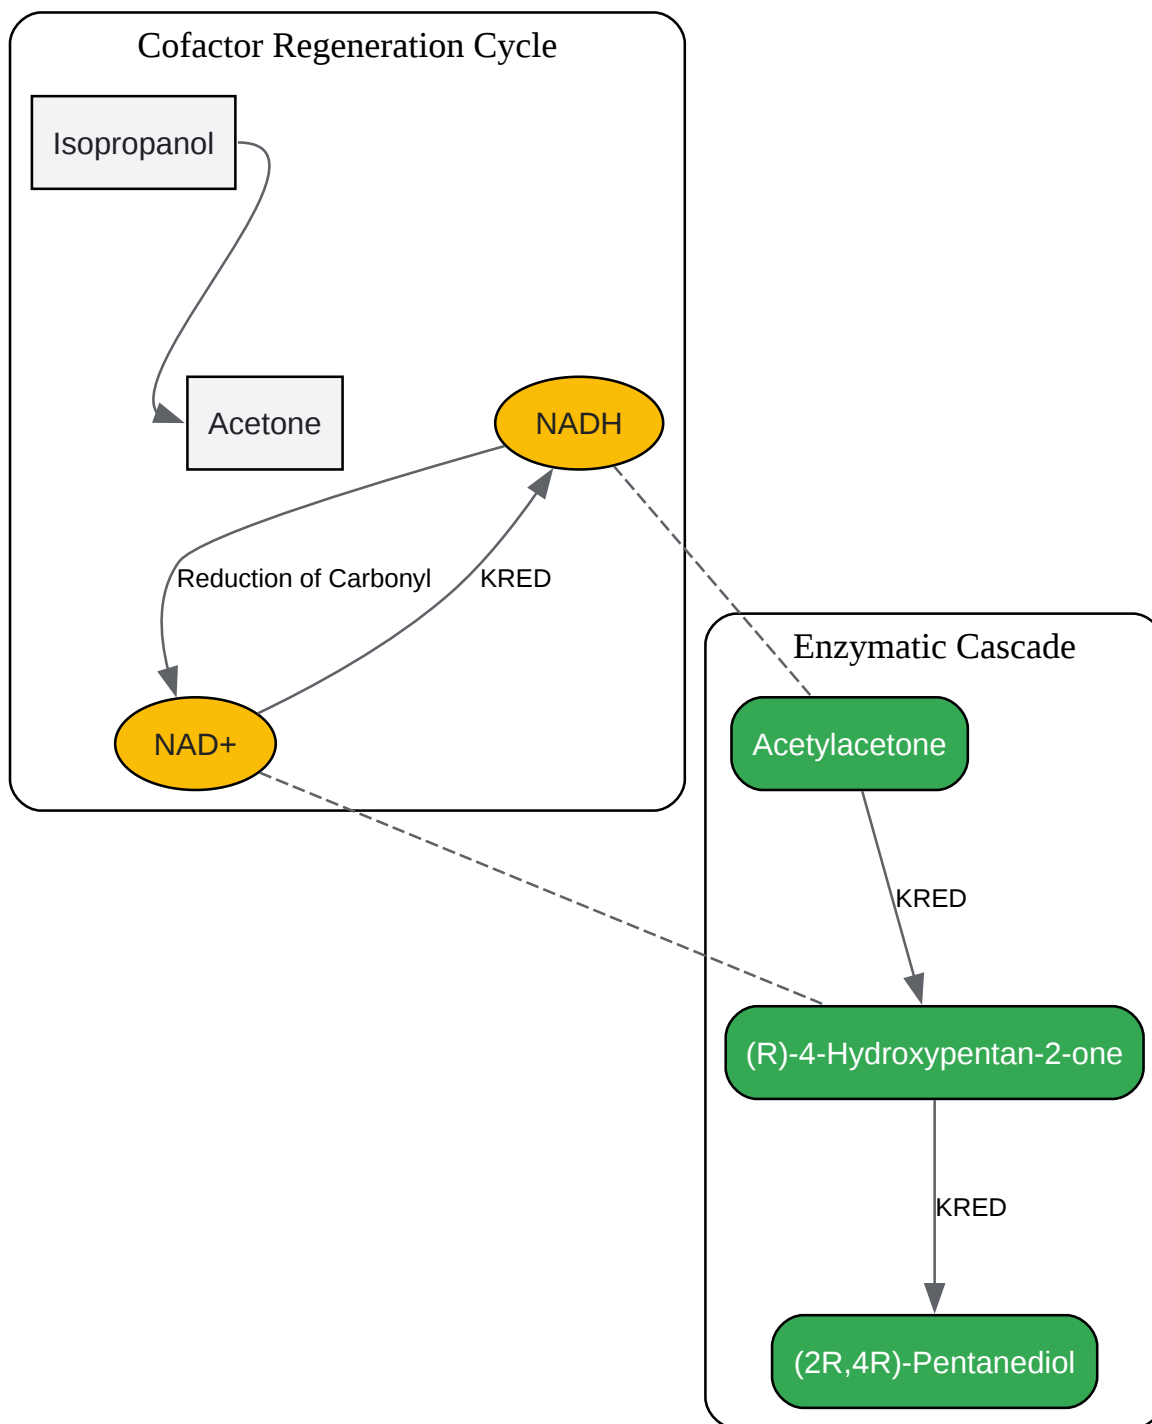 Cofactor Regeneration Cycle
Isopropanol
Acetone
NADH
Reduction of Carbonyl
KRED
NAD+
Enzymatic Cascade
Acetylacetone
KRED
(R)-4-Hydroxypentan-2-one
KRED
(2R,4R)-Pentanediol